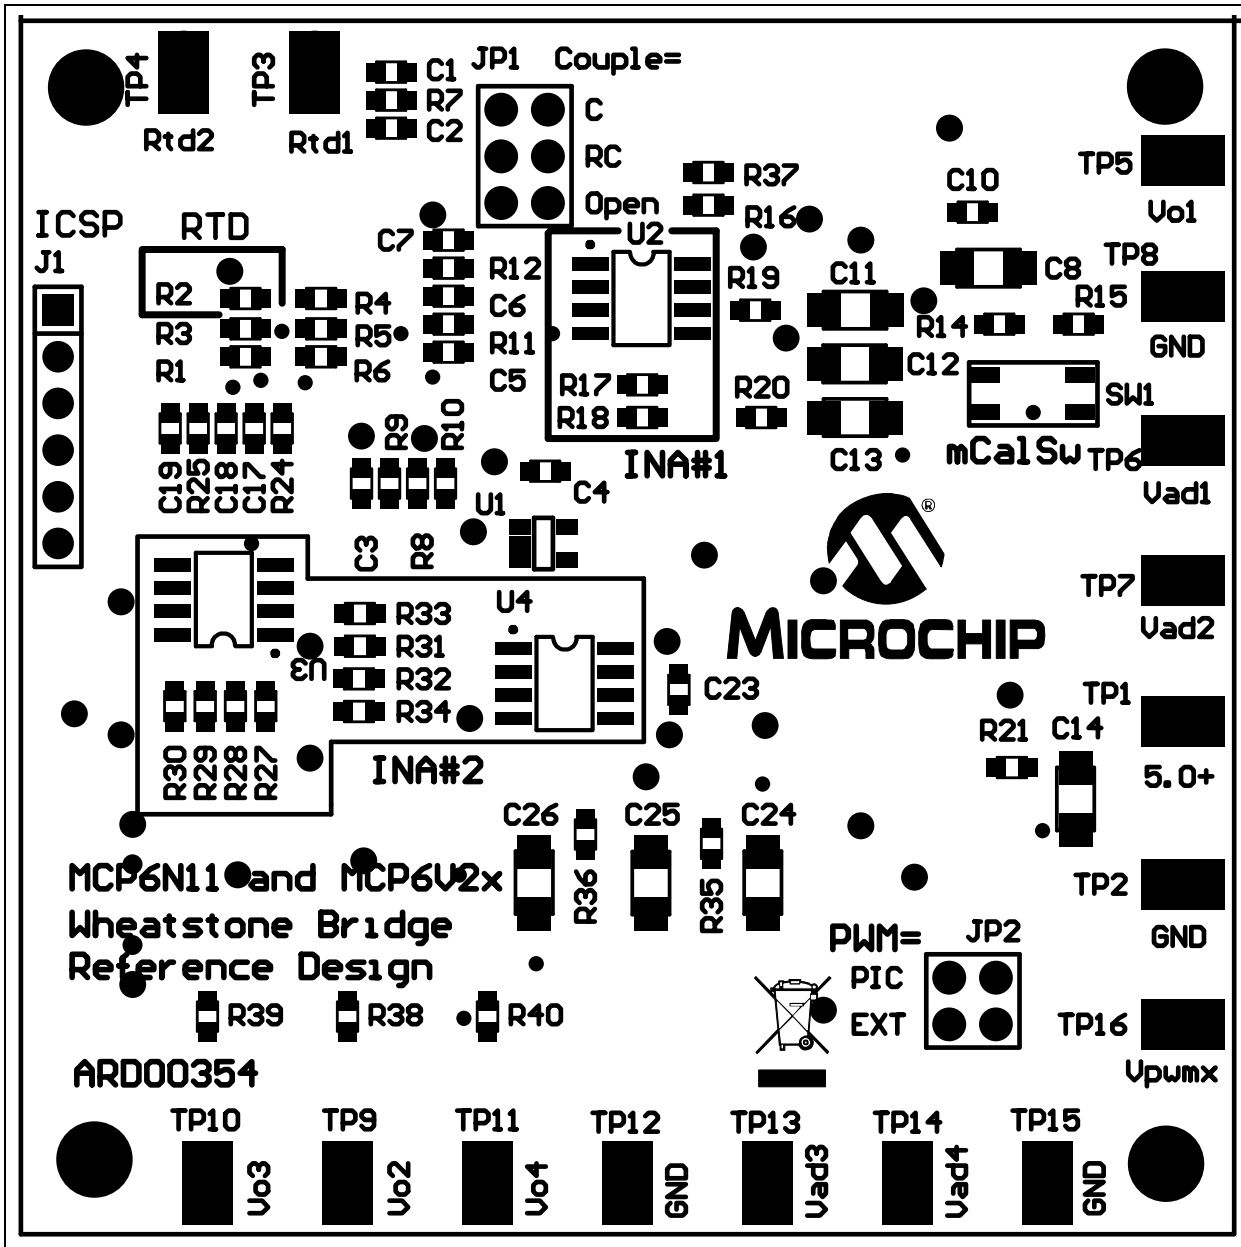 TP4
Rtd2
TP3
Rtd1
C1
R7
C2
JP1 Couple=
C
RC
Open
R37
R16
C10
TP5
Vo1
ICSP
J1
RTD
R2
R3
R1
R4
R5
R6
C7
R12
C6
R11
C5
U2
R17
R18
INA#1
R19
R20
C11
C12
C13
C8
TP8
R14
R15
GND
SW1
mCalSw
TP6
Vad1
C19
R25
C18
C17
R24
R9
R10
C3
R8
U1
C4
®
MICROCHIP
TP7
Vad2
U3
R33
R31
R32
R34
U4
C23
R30
R29
R28
R27
INA#2
TP1
5.0+
R21
C14
C26
R36
C25
R35
C24
MCP6N11 and MCP6V2x
Wheatstone Bridge
Reference Design
TP2
GND
PWM=
JP2
PIC
EXT
R39
R38
R40
TP16
Vpwmx
ARD00354
TP10
Vo3
TP9
Vo2
TP11
Vo4
TP12
GND
TP13
Vad3
TP14
Vad4
TP15
GND